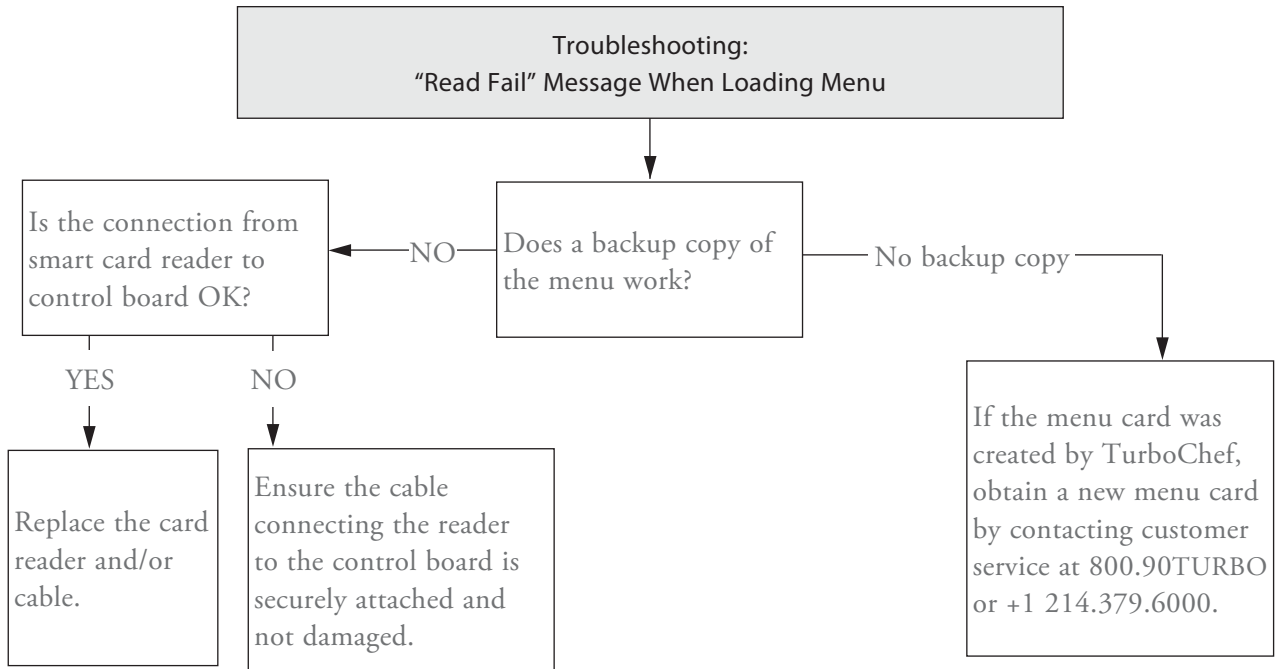 Troubleshooting:
“Read Fail” Message When Loading Menu
Is the connection from
smart card reader to
control board OK?
NO
Does a backup copy of
the menu work?
No backup copy
YES
NO
Replace the card
reader and/or
cable.
Ensure the cable
connecting the reader
to the control board is
securely attached and
not damaged.
If the menu card was
created by TurboChef,
obtain a new menu card
by contacting customer
service at 800.90TURBO
or +1 214.379.6000.